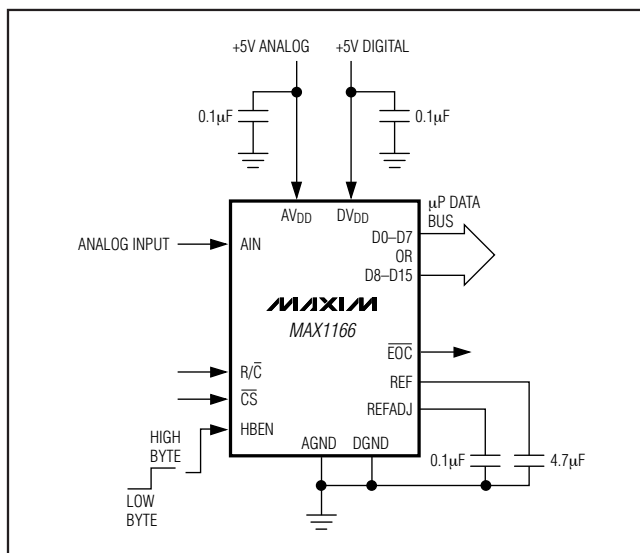 +5V ANALOG
+5V DIGITAL
0.1μF
0.1μF
AVDD
DVDD
μP DATA
BUS
ANALOG INPUT
AIN
D0–D7
OR
D8–D15
MAXIM
MAX1166
EOC
R/C
REF
CS
REFADJ
HBEN
HIGH
BYTE
AGND
DGND
0.1μF
4.7μF
LOW
BYTE